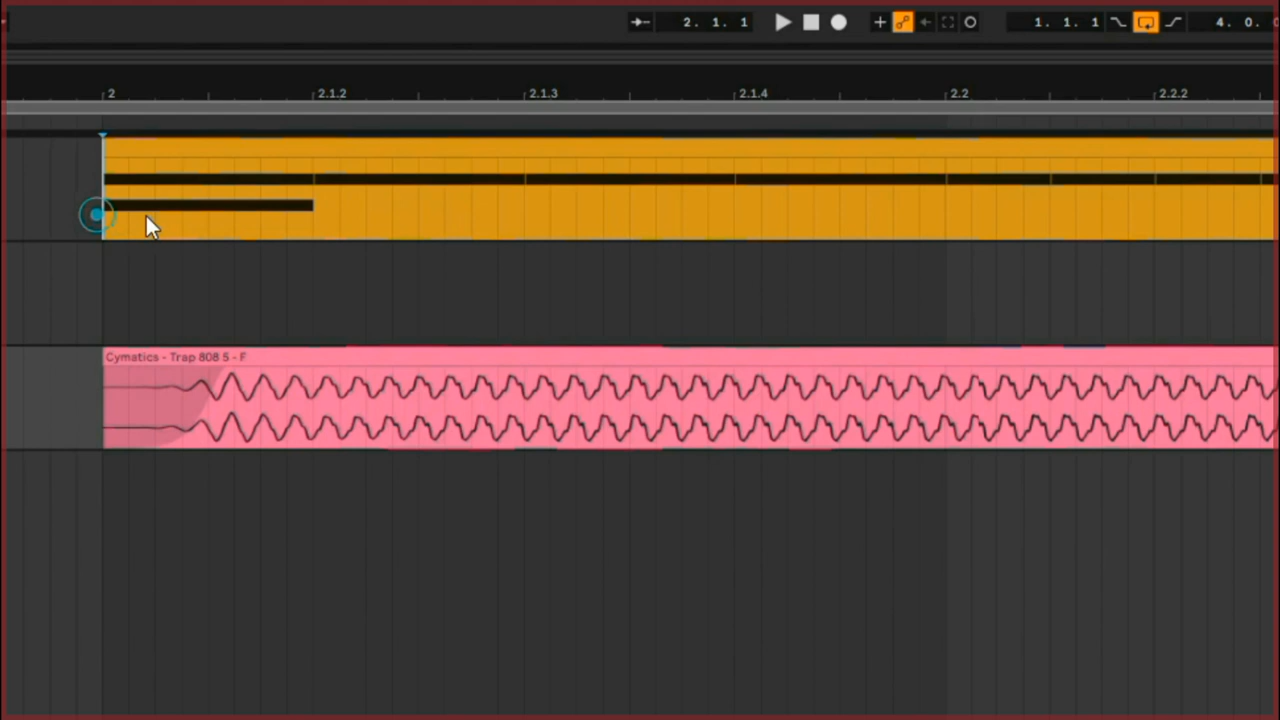 2. 1. 1
1. 1. 1
4. 0.
2
2.1.2
2.1.3
2.1.4
2.2
2.2.2
Cymatics - Trap 808 5 - F